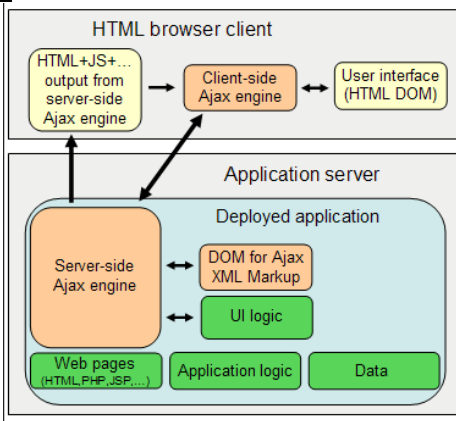 HTML browser client
HTML+JS+...
output from
server-side
Ajax engine
Client-side
Ajax engine
User interface
(HTML DOM)
Application server
Deployed application
Server-side
Ajax engine
DOM for Ajax
XML Markup
UI logic
Web pages
(HTML,PHP,JSP,...)
Application logic
Data